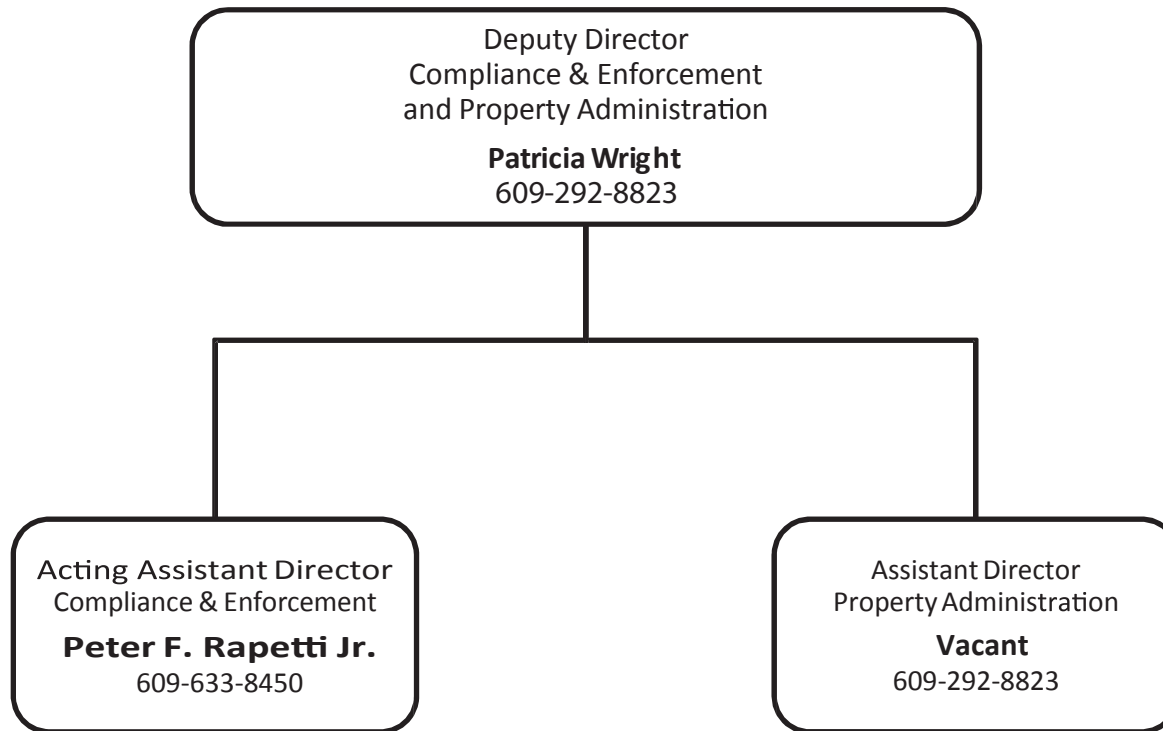 Deputy Director
Compliance & Enforcement
and Property Administration
Patricia Wright
609-292-8823
Acting Assistant Director
Compliance & Enforcement
Peter F. Rapetti Jr.
609-633-8450
Assistant Director
Property Administration
Vacant
609-292-8823